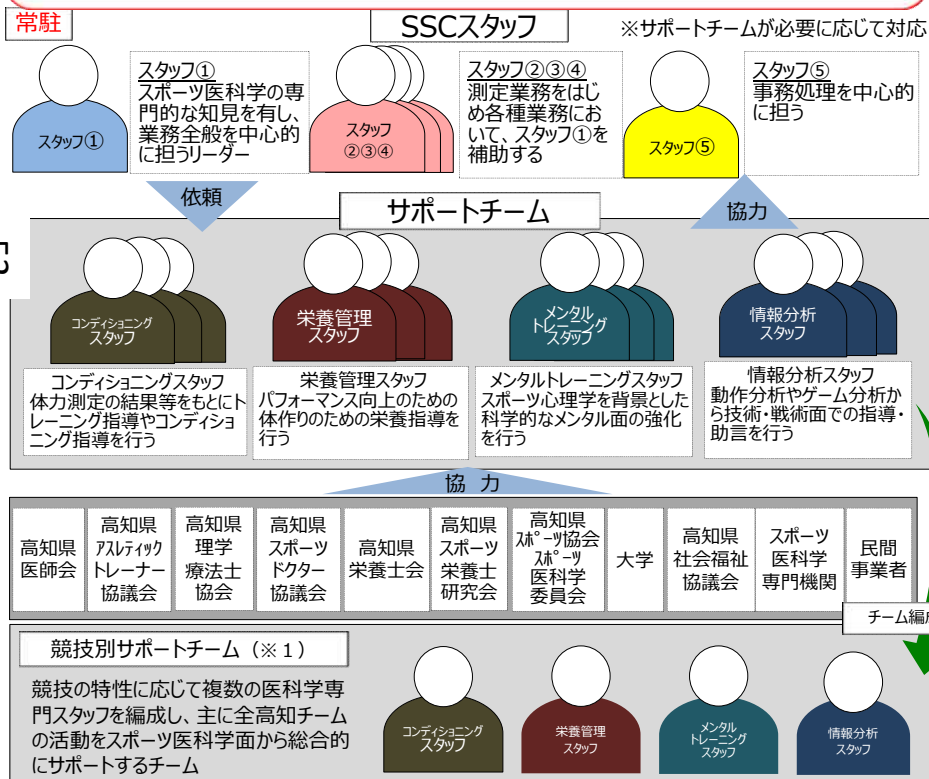 常駐
SSCスタッフ
※サポートチームが必要に応じて対応
スタッフ①
スタッフ①
スポーツ医科学の専
門的な知見を有し、
業務全般を中心的
に担うリーダー
スタッフ
②③④
スタッフ②③④
測定業務をはじ
め各種業務にお
いて、スタッフ①を
補助する
スタッフ⑤
スタッフ⑤
事務処理を中心的
に担う
依頼
サポートチーム
協力
コンディショニング
スタッフ
栄養管理
スタッフ
メンタル
トレーニング
スタッフ
情報分析
スタッフ
コンディショニングスタッフ
体力測定の結果等をもとにト
レーニング指導やコンディショ
ニング指導を行う
栄養管理スタッフ
パフォーマンス向上のための
体作りのための栄養指導を
行う
メンタルトレーニングスタッフ
スポーツ心理学を背景とした
科学的なメンタル面の強化
を行う
情報分析スタッフ
動作分析やゲーム分析か
ら技術・戦術面での指導・
助言を行う
協 力
高知県
医師会
高知県
アスレティック
トレーナー
協議会
高知県
理学
療法士
協会
高知県
スポーツ
ドクター
協議会
高知県
栄養士会
高知県
スポーツ
栄養士
研究会
高知県
スポーツ協会
スポーツ
医科学
委員会
大学
高知県
社会福祉
協議会
スポーツ
医科学
専門機関
民間
事業者
チーム編成
競技別サポートチーム（※１）
競技の特性に応じて複数の医科学専
門スタッフを編成し、主に全高知チーム
の活動をスポーツ医科学面から総合的
にサポートするチーム
コンディショニング
スタッフ
栄養管理
スタッフ
メンタル
トレーニング
スタッフ
情報分析
スタッフ